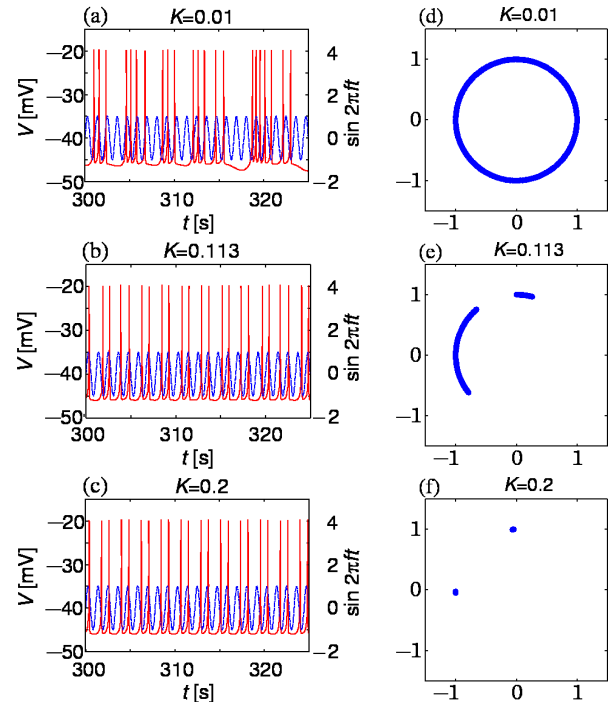 (a) K=0.01
−20
−30
−40
−50
V [mV]
4
2
0
−2
sin 2πft
300 310 320
t [s]
(d) K=0.01
1
0
−1
−1 0 1
(b) K=0.113
−20
−30
−40
−50
V [mV]
4
2
0
−2
sin 2πft
300 310 320
t [s]
(e) K=0.113
1
0
−1
−1 0 1
(c) K=0.2
−20
−30
−40
−50
V [mV]
4
2
0
−2
sin 2πft
300 310 320
t [s]
(f) K=0.2
1
0
−1
−1 0 1